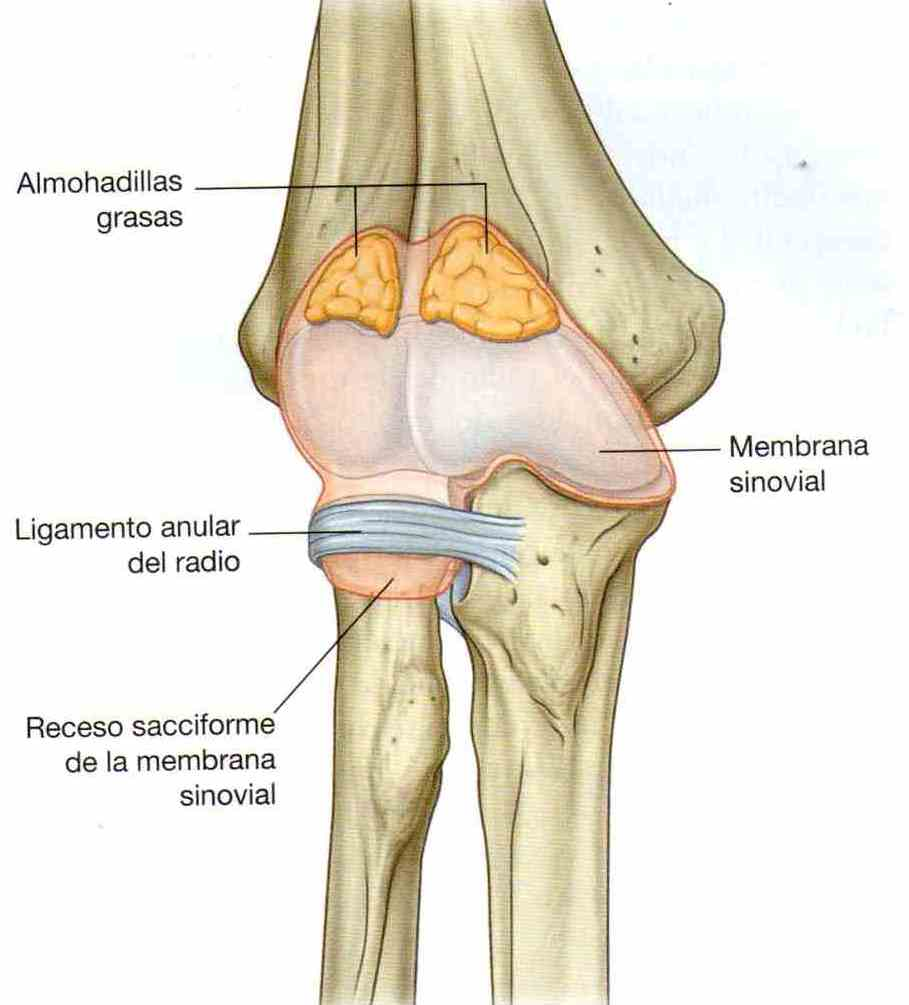 Almohadillas
grasas
Membrana
sinovial
Ligamento anular
del radio
Receso sacciforme
de la membrana
sinovial